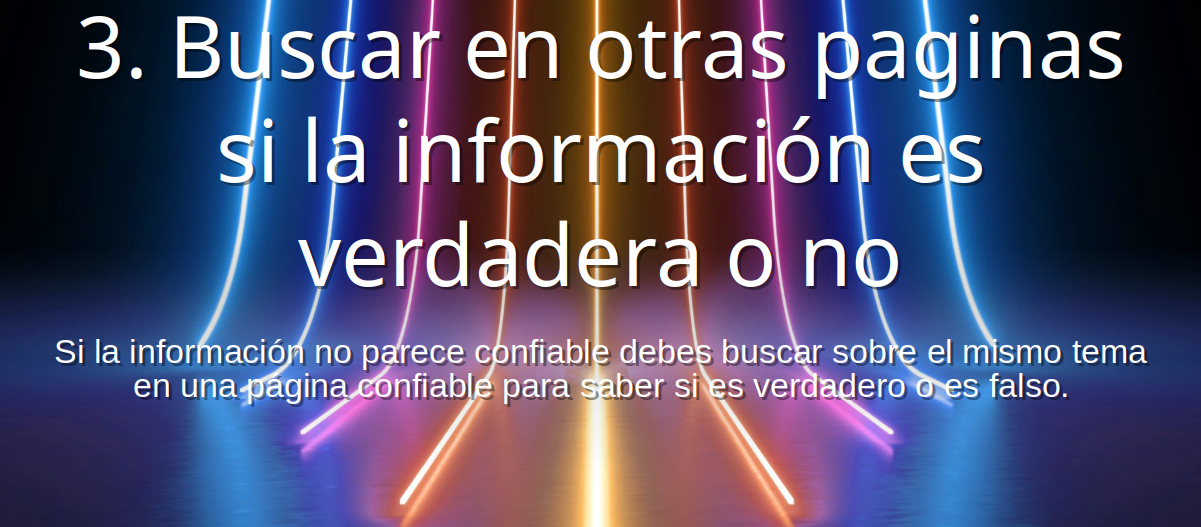 3. Buscar en otras paginas
si la información es
verdadera o no
Si la información no parece confiable debes buscar sobre el mismo tema
en una página confiable para saber si es verdadero o es falso.